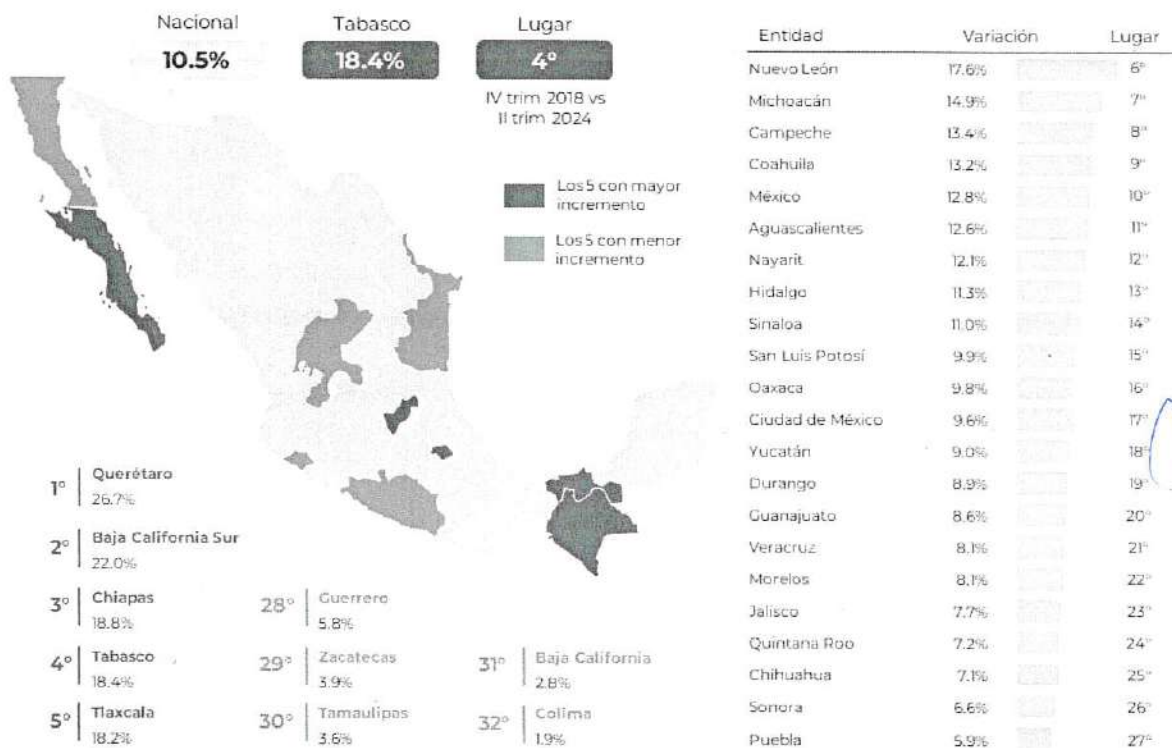 Nacional
10.5%
Tabasco
18.4%
Lugar
4°
IV trim 2018 vs
II trim 2024
Los 5 con mayor
incremento
Los 5 con menor
incremento
1° Querétaro
26.7%
2° Baja California Sur
22.0%
3° Chiapas
18.8%
4° Tabasco
18.4%
5° Tlaxcala
18.2%
28° Guerrero
5.8%
29° Zacatecas
3.9%
30° Tamaulipas
3.6%
31° Baja California
2.8%
32° Colima
1.9%
Entidad Variación Lugar
Nuevo León 17.6% 6°
Michoacán 14.9% 7°
Campeche 13.4% 8°
Coahuila 13.2% 9°
México 12.8% 10°
Aguascalientes 12.6% 11°
Nayarit 12.1% 12°
Hidalgo 11.3% 13°
Sinaloa 11.0% 14°
San Luis Potosí 9.9% 15°
Oaxaca 9.8% 16°
Ciudad de México 9.6% 17°
Yucatán 9.0% 18°
Durango 8.9% 19°
Guanajuato 8.6% 20°
Veracruz 8.1% 21°
Morelos 8.1% 22°
Jalisco 7.7% 23°
Quintana Roo 7.2% 24°
Chihuahua 7.1% 25°
Sonora 6.6% 26°
Puebla 5.9% 27°